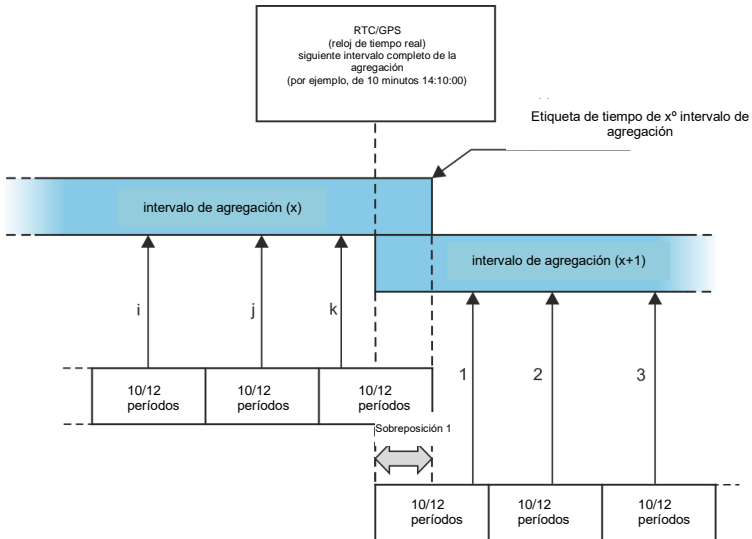 RTC/GPS
(reloj de tiempo real)
siguiente intervalo completo de la
agregación
(por ejemplo, de 10 minutos 14:10:00)
Etiqueta de tiempo de xº intervalo de
agregación
intervalo de agregación (x)
intervalo de agregación (x+1)
i
j
k
1
2
3
10/12
períodos
10/12
períodos
10/12
períodos
Sobreposición 1
10/12
períodos
10/12
períodos
10/12
períodos